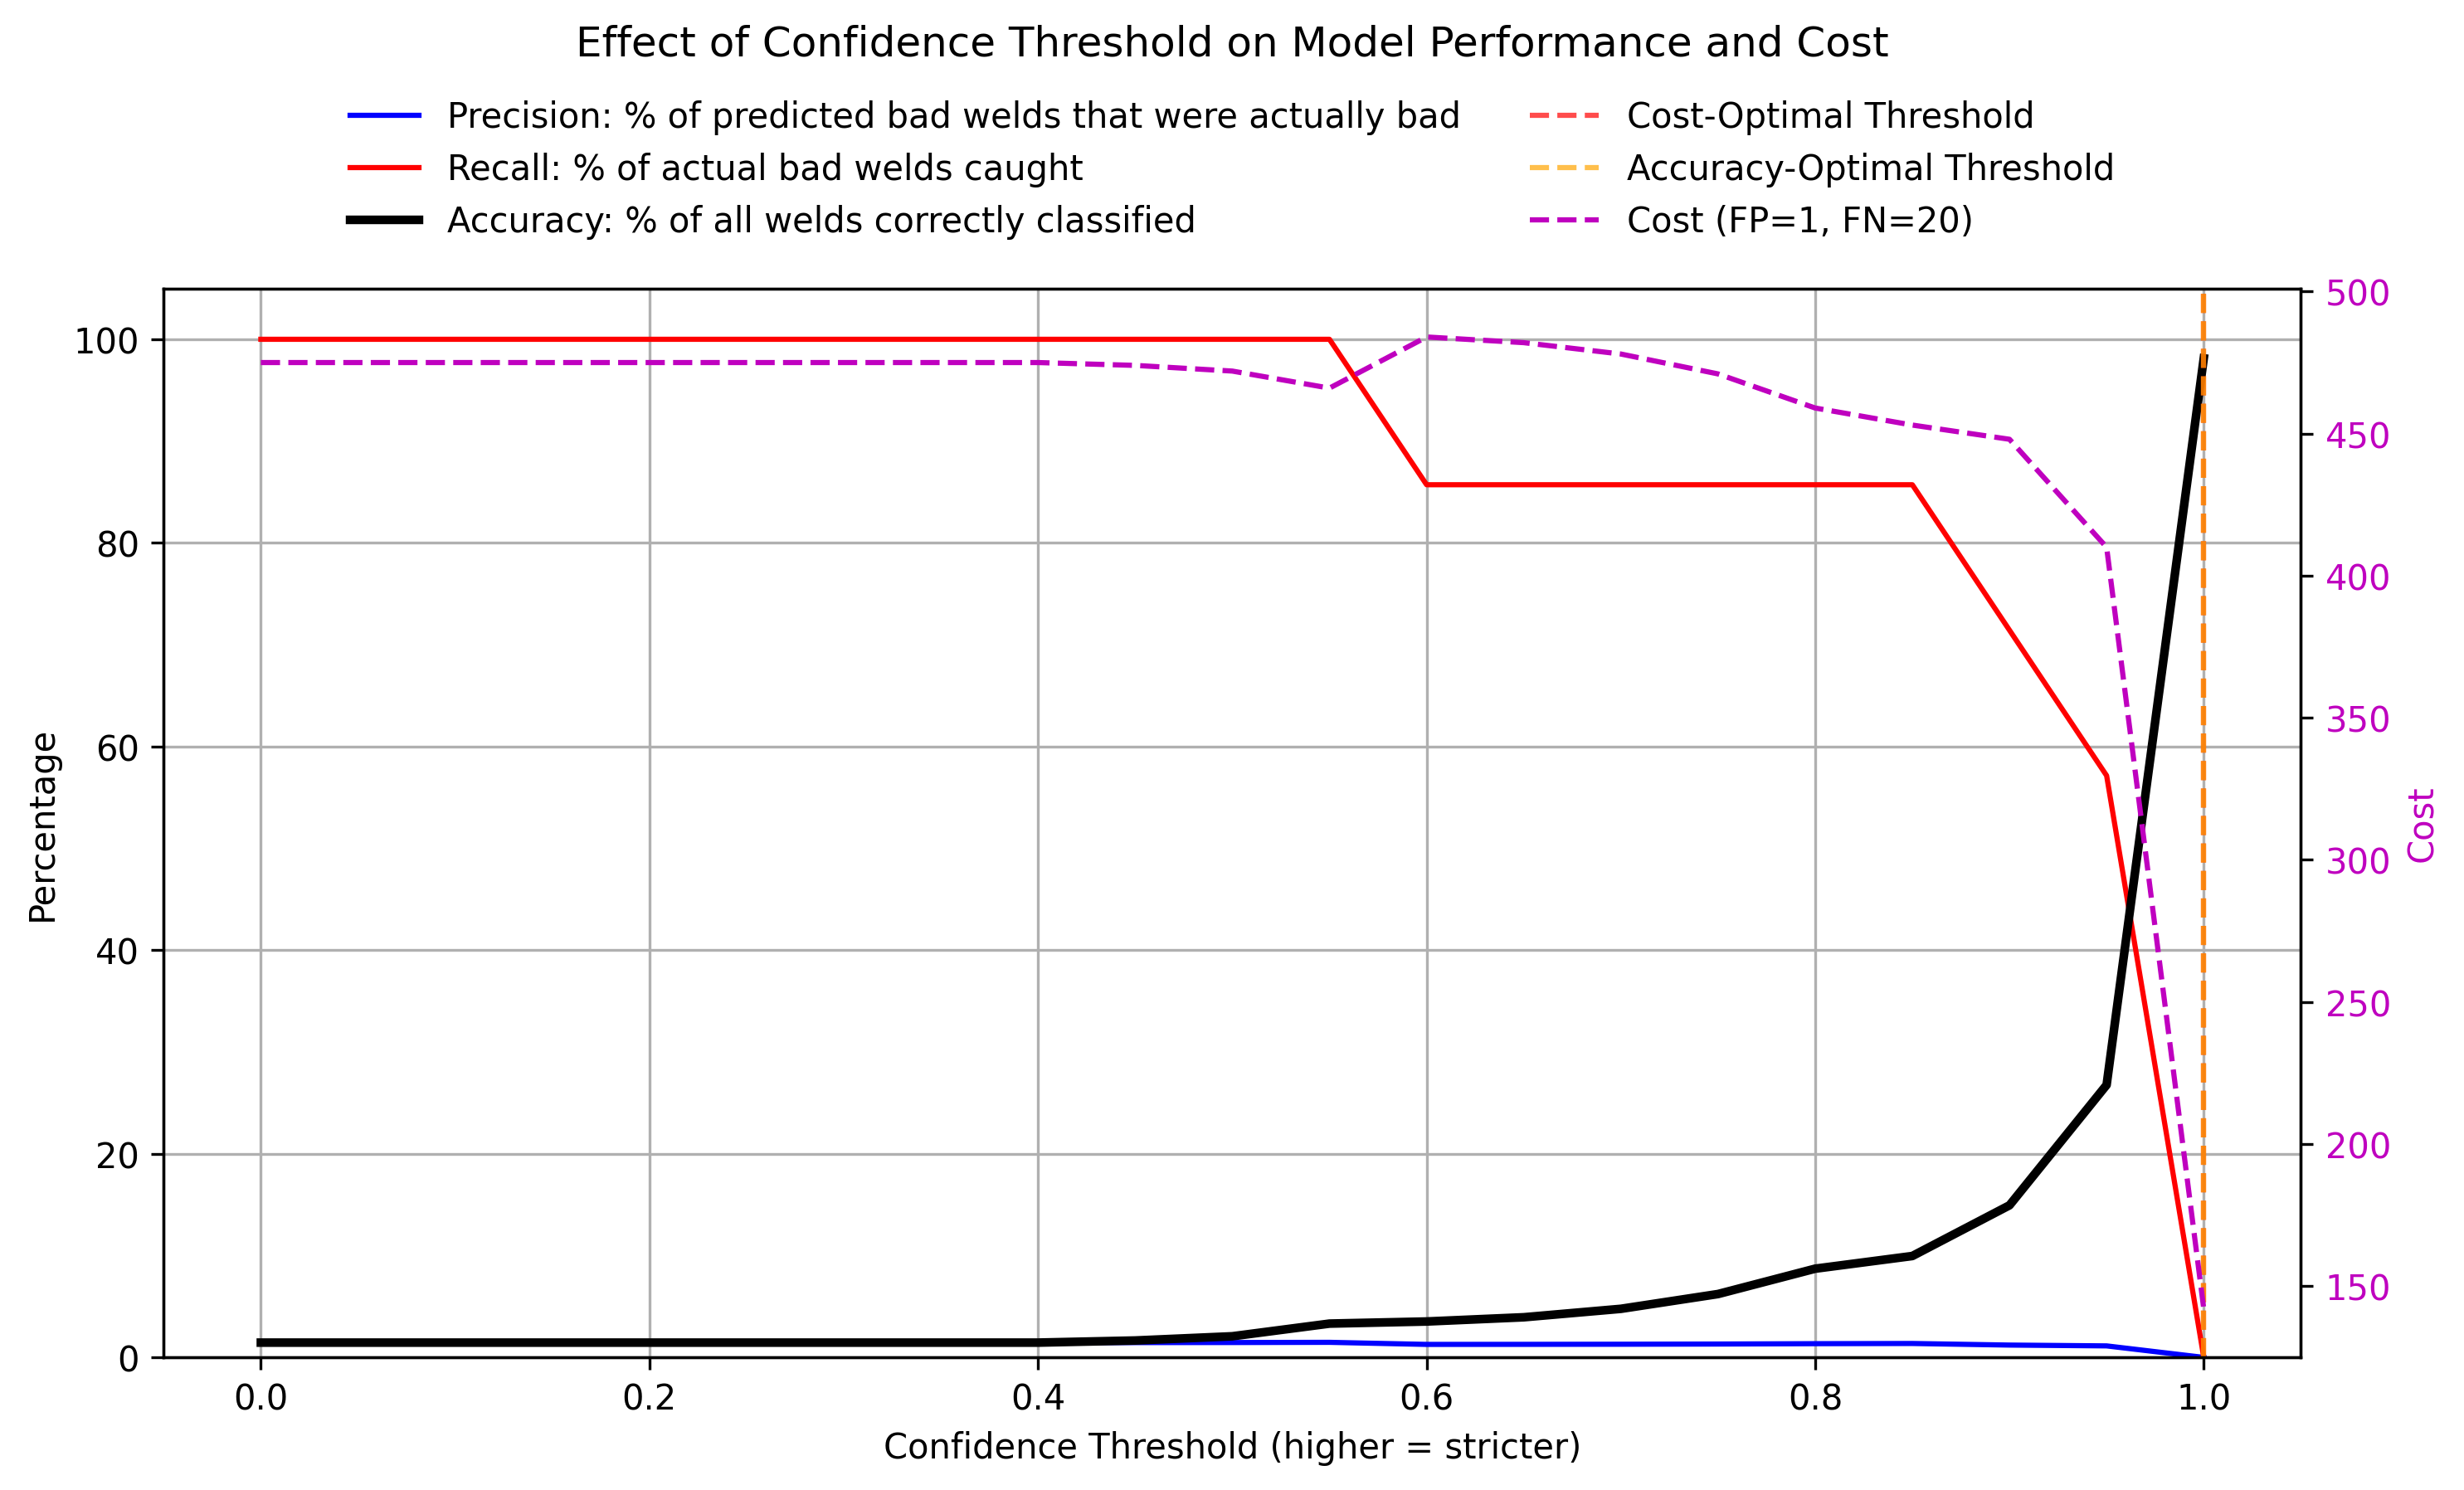 Effect of Confidence Threshold on Model Performance and Cost
Precision: % of predicted bad welds that were actually bad
Recall: % of actual bad welds caught
Accuracy: % of all welds correctly classified
Cost-Optimal Threshold
Accuracy-Optimal Threshold
Cost (FP=1, FN=20)
Percentage
100
80
60
40
20
0
0.0
0.2
0.4
0.6
0.8
1.0
Confidence Threshold (higher = stricter)
500
450
400
350
300
250
200
150
Cost